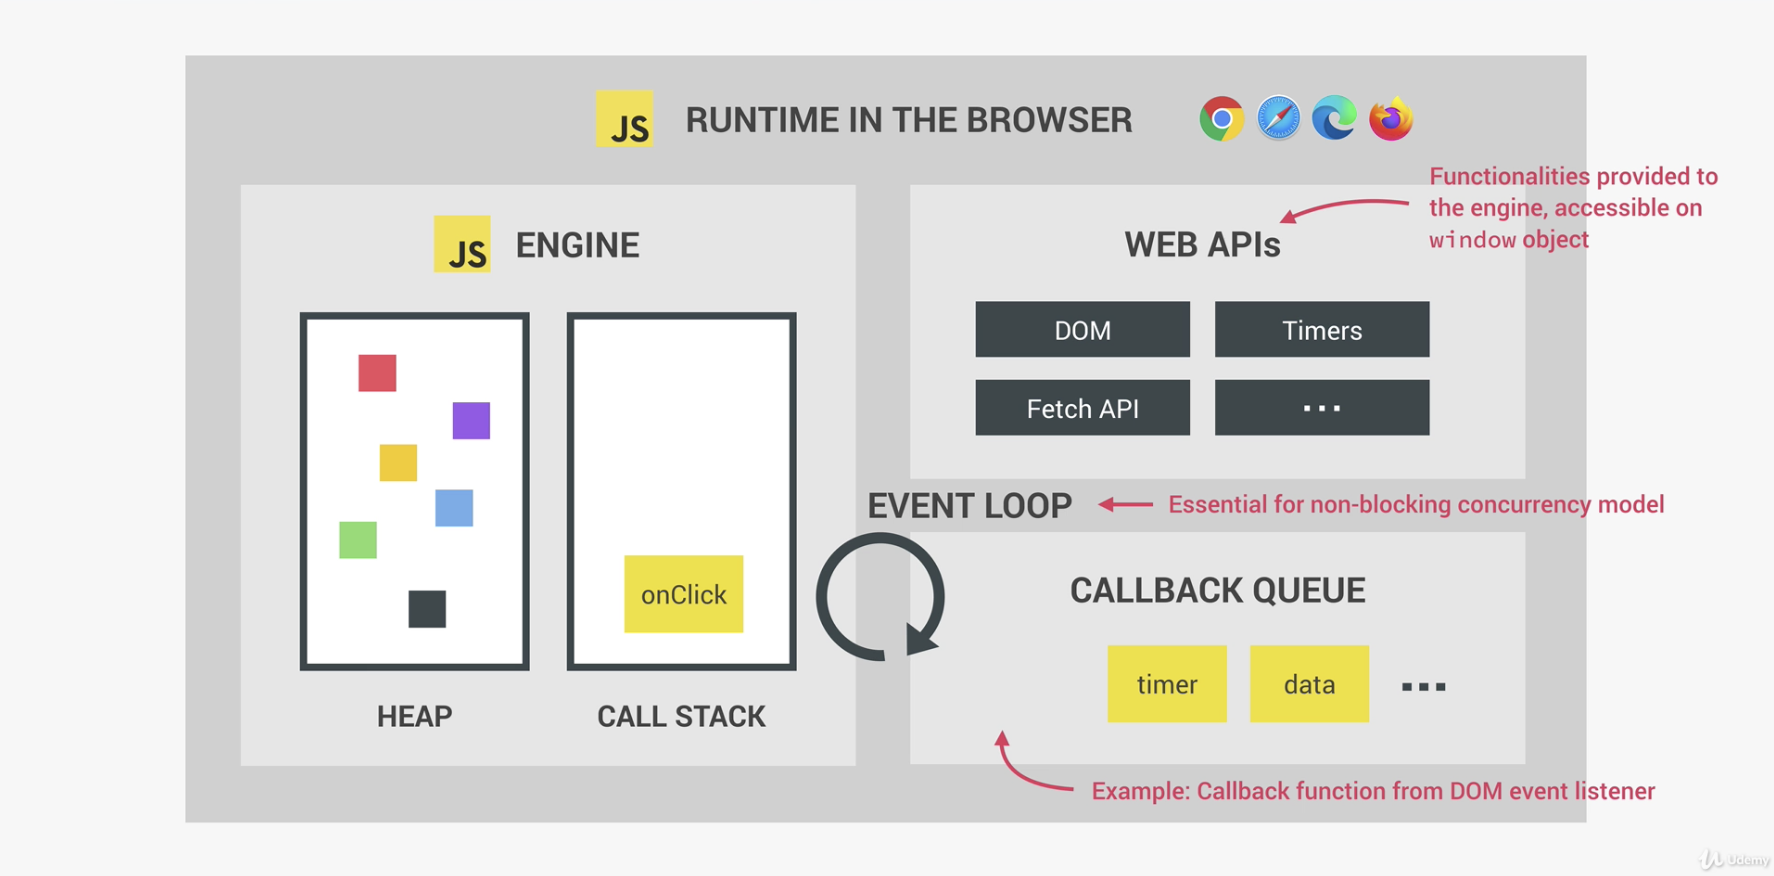 JS RUNTIME IN THE BROWSER
Functionalities provided to
the engine, accessible on
window object
JS ENGINE
WEB APIs
DOM
Timers
Fetch API
...
EVENT LOOP
Essential for non-blocking concurrency model
onClick
CALLBACK QUEUE
timer
data
...
HEAP
CALL STACK
Example: Callback function from DOM event listener
Udemy